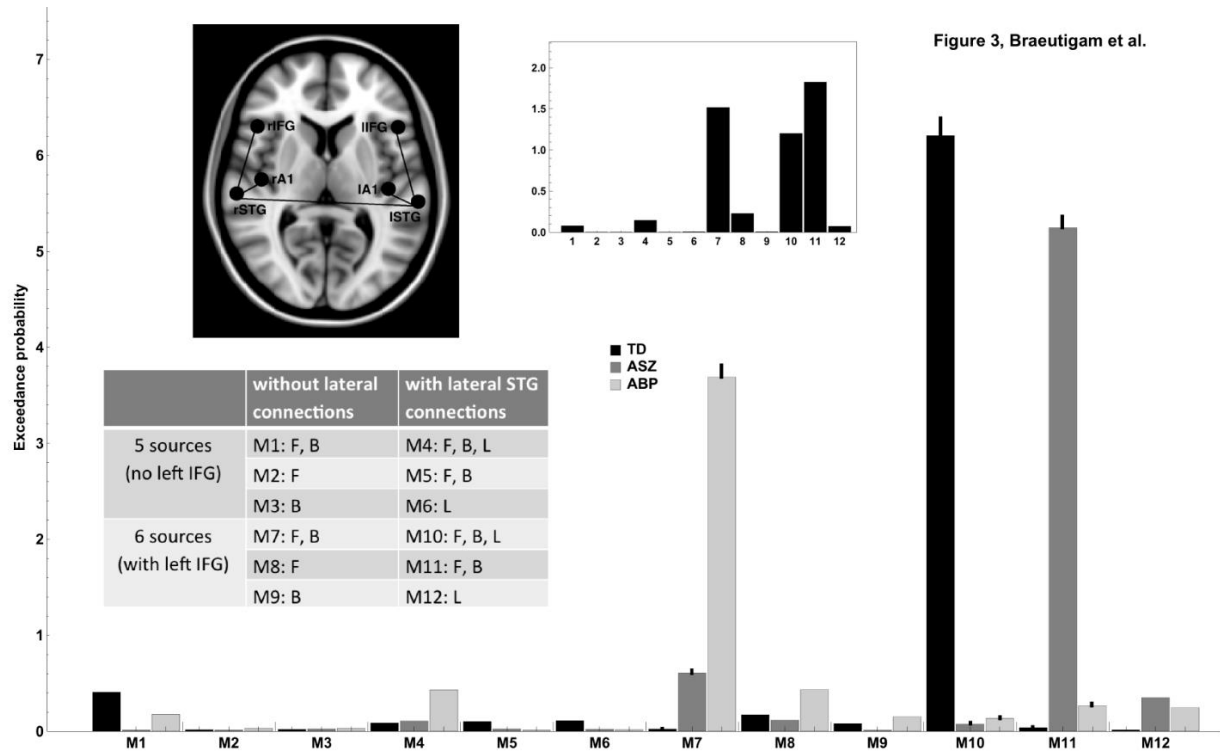 Figure 3, Braeutigam et al.
Exceedance probability
7
6
5
4
3
2
1
0
rIFG
lIFG
rA1
lA1
rSTG
lSTG
2.0
1.5
1.0
0.5
0.0
1 2 3 4 5 6 7 8 9 10 11 12
TD
ASZ
ABP
without lateral connections
with lateral STG connections
5 sources (no left IFG)
M1: F, B
M4: F, B, L
M2: F
M5: F, B
M3: B
M6: L
6 sources (with left IFG)
M7: F, B
M10: F, B, L
M8: F
M11: F, B
M9: B
M12: L
M1 M2 M3 M4 M5 M6 M7 M8 M9 M10 M11 M12